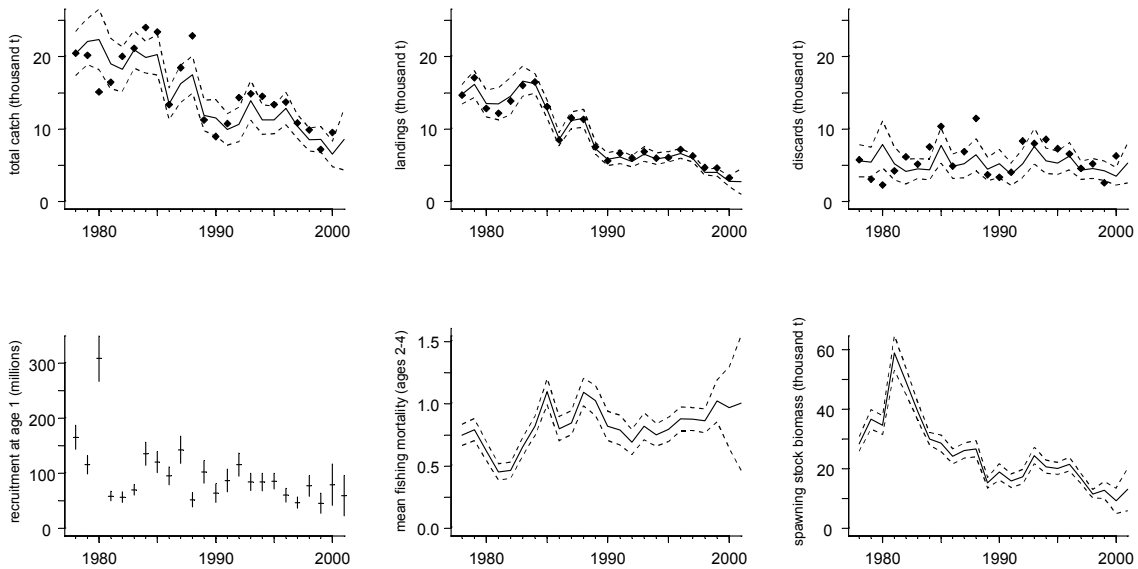 total catch (thousand t)
20
10
0
1980 1990 2000
landings (thousand t)
20
10
0
1980 1990 2000
discards (thousand t)
20
10
0
1980 1990 2000
recruitment at age 1 (millions)
300
200
100
0
1980 1990 2000
mean fishing mortality (ages 2-4)
1.5
1.0
0.5
0.0
1980 1990 2000
spawning stock biomass (thousand t)
60
40
20
0
1980 1990 2000